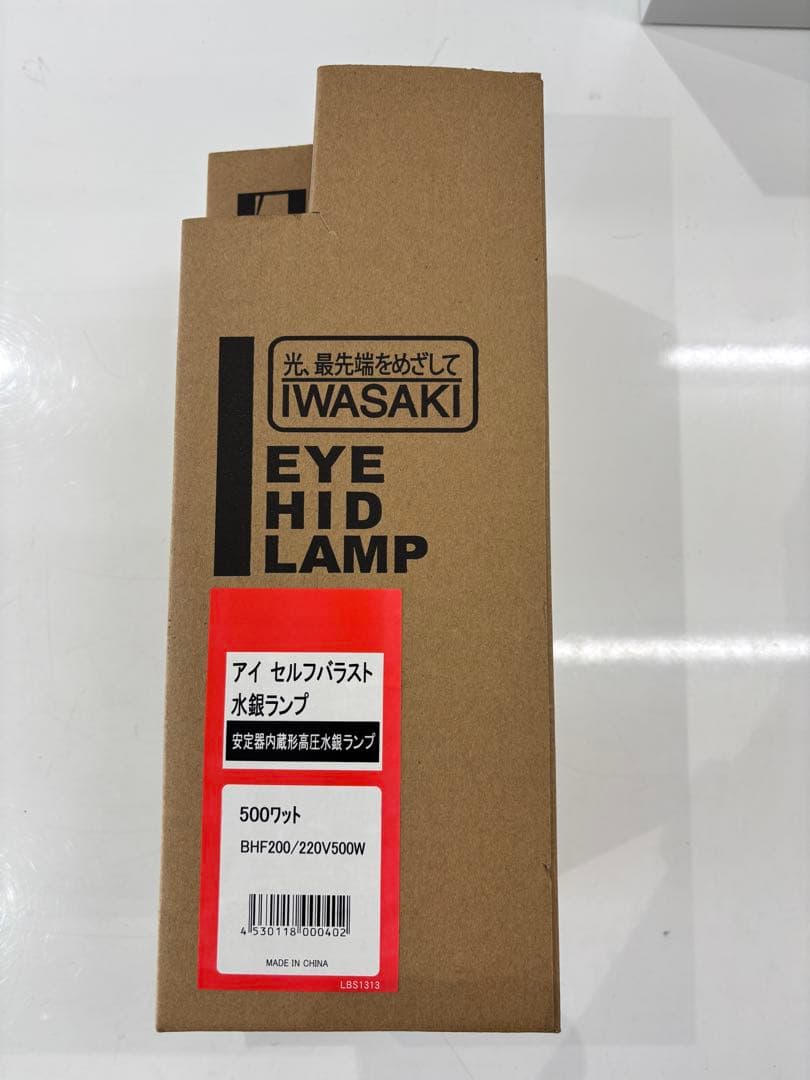 光、最先端をめざして
IWASAKI
EYE
HID
LAMP
アイ セルフバラスト
水銀ランプ
安定器内蔵形高圧水銀ランプ
500ワット
BHF200/220V500W
4 530118 000402
MADE IN CHINA
LBS1313